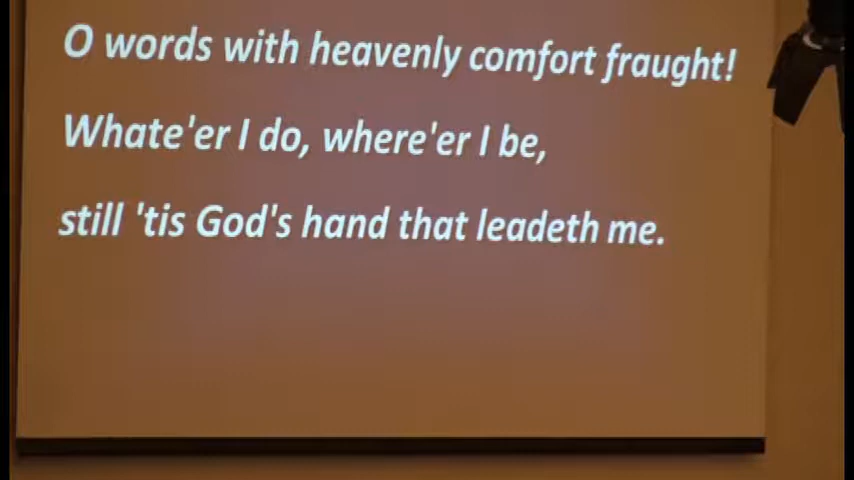 O words with heavenly comfort fraught!
Whate'er I do, where'er I be,
still 'tis God's hand that leadeth me.